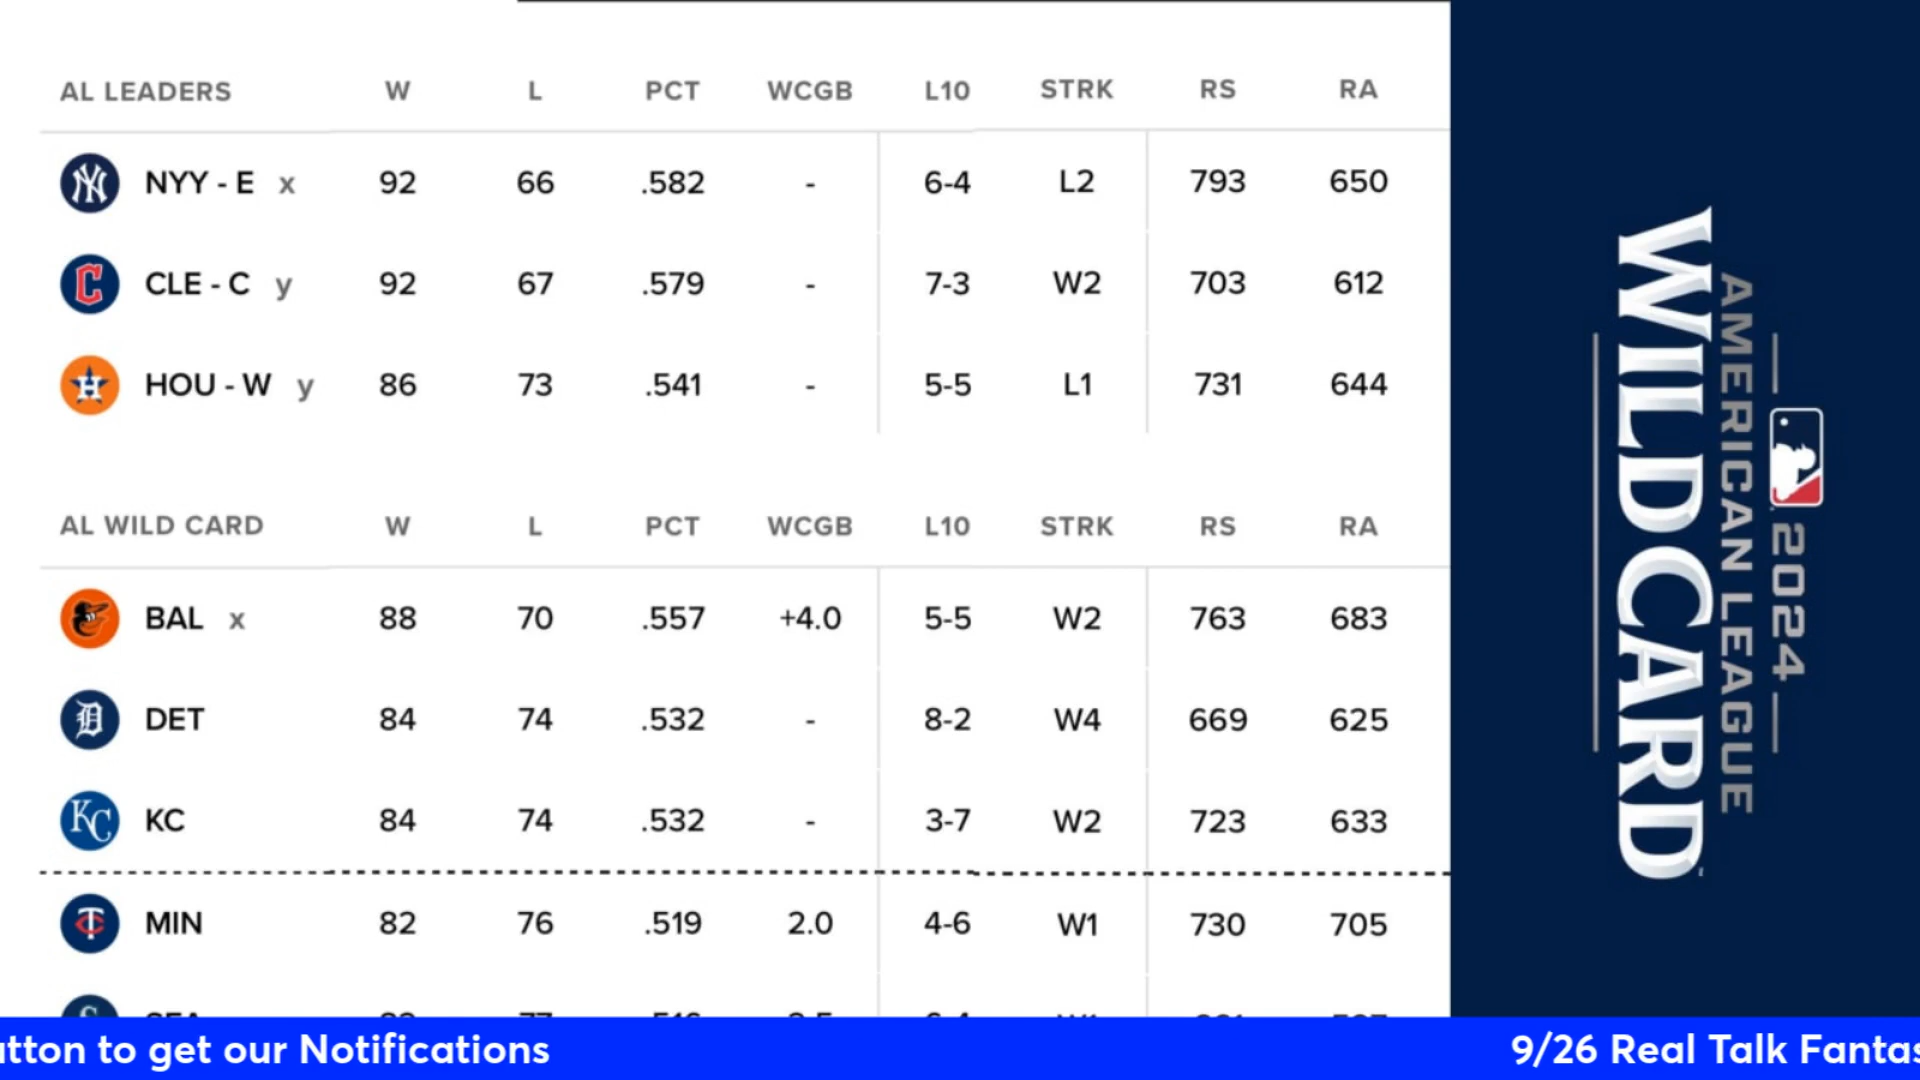 AL LEADERS W L PCT WCGB L10 STRK RS RA
NYY - E x 92 66 .582 - 6-4 L2 793 650
CLE - C y 92 67 .579 - 7-3 W2 703 612
HOU - W y 86 73 .541 - 5-5 L1 731 644
AL WILD CARD W L PCT WCGB L10 STRK RS RA
BAL x 88 70 .557 +4.0 5-5 W2 763 683
DET 84 74 .532 - 8-2 W4 669 625
KC 84 74 .532 - 3-7 W2 723 633
MIN 82 76 .519 2.0 4-6 W1 730 705
2024
AMERICAN LEAGUE
WILD CARD™
utton to get our Notifications
9/26 Real Talk Fantas